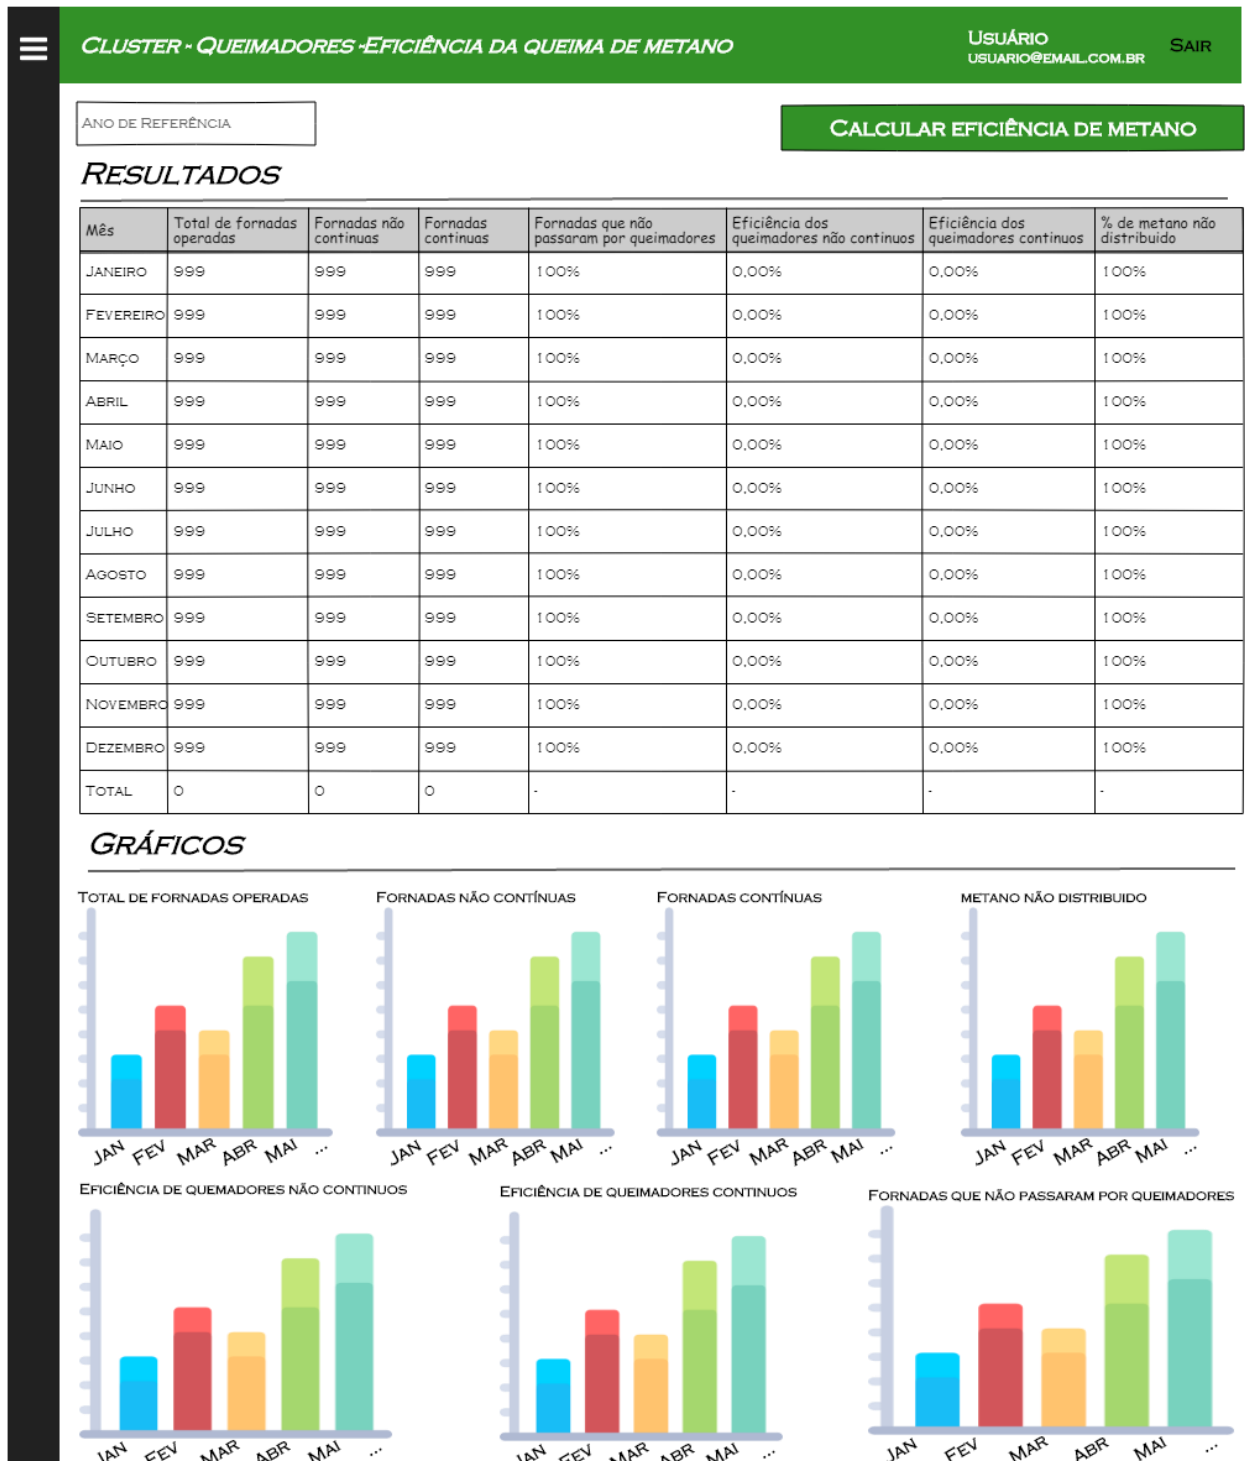 Cluster - Queimadores -Eficiência da queima de metano
Usuário
usuario@email.com.br
Sair
Ano de Referência
Calcular eficiência de metano
Resultados
Mês Total de fornadas operadas Fornadas não continuas Fornadas continuas Fornadas que não passaram por queimadores Eficiência dos queimadores não continuos Eficiência dos queimadores continuos % de metano não distribuido
Janeiro 999 999 999 100% 0,00% 0,00% 100%
Fevereiro 999 999 999 100% 0,00% 0,00% 100%
Março 999 999 999 100% 0,00% 0,00% 100%
Abril 999 999 999 100% 0,00% 0,00% 100%
Maio 999 999 999 100% 0,00% 0,00% 100%
Junho 999 999 999 100% 0,00% 0,00% 100%
Julho 999 999 999 100% 0,00% 0,00% 100%
Agosto 999 999 999 100% 0,00% 0,00% 100%
Setembro 999 999 999 100% 0,00% 0,00% 100%
Outubro 999 999 999 100% 0,00% 0,00% 100%
Novembro 999 999 999 100% 0,00% 0,00% 100%
Dezembro 999 999 999 100% 0,00% 0,00% 100%
Total 0 0 0 - - - -
Gráficos
Total de fornadas operadas
Jan Fev Mar Abr Mai ...
Fornadas não contínuas
Jan Fev Mar Abr Mai ...
Fornadas contínuas
Jan Fev Mar Abr Mai ...
metano não distribuido
Jan Fev Mar Abr Mai ...
Eficiência de quemadores não continuos
Jan Fev Mar Abr Mai ...
Eficiência de queimadores continuos
Jan Fev Mar Abr Mai ...
Fornadas que não passaram por queimadores
Jan Fev Mar Abr Mai ...